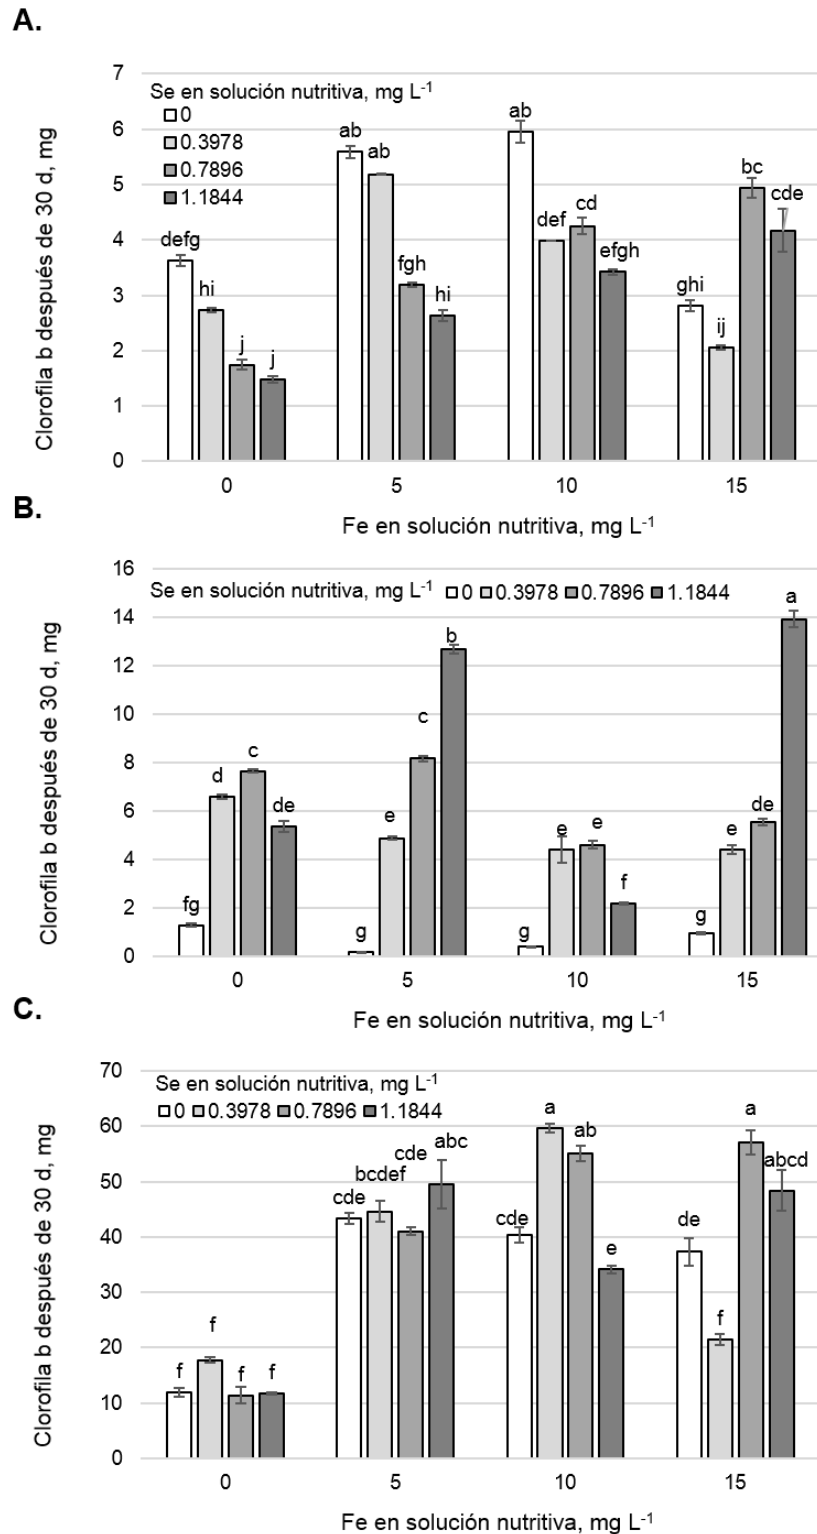 A.
Clorofila b después de 30 d, mg
7
6
5
4
3
2
1
0
Se en solución nutritiva, mg L-1
0
0.3978
0.7896
1.1844
defg
hi
j
j
ab
ab
fgh
hi
ab
def
cd
efgh
ghi
ij
bc
cde
0
5
10
15
Fe en solución nutritiva, mg L-1
B.
Clorofila b después de 30 d, mg
16
14
12
10
8
6
4
2
0
Se en solución nutritiva, mg L-1 0 0.3978 0.7896 1.1844
fg
d
c
de
g
e
c
b
g
e
e
f
g
e
de
a
0
5
10
15
Fe en solución nutritiva, mg L-1
C.
Clorofila b después de 30 d, mg
70
60
50
40
30
20
10
0
Se en solución nutritiva, mg L-1
0 0.3978 0.7896 1.1844
f
f
f
f
cde
bcdef
cde
abc
cde
a
ab
e
de
f
a
abcd
0
5
10
15
Fe en solución nutritiva, mg L-1